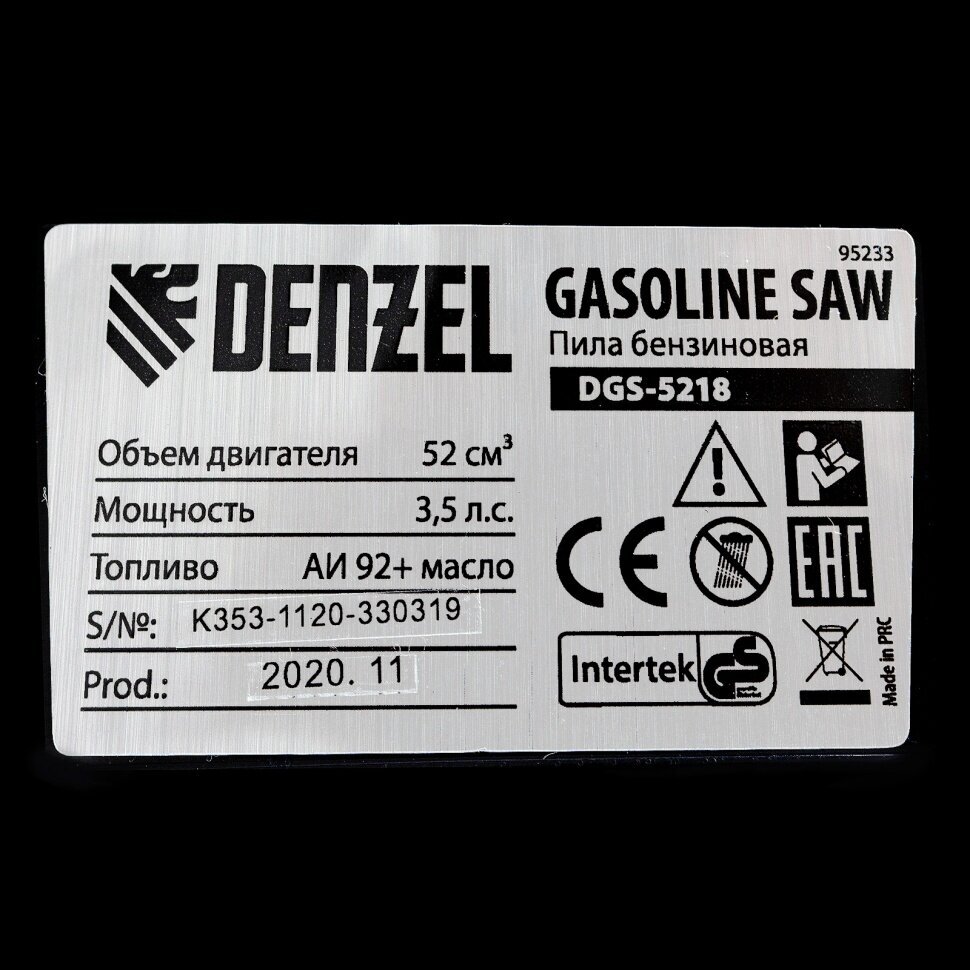 DENZEL
95233
GASOLINE SAW
Пила бензиновая
DGS-5218
Объем двигателя 52 см³
Мощность 3,5 л.с.
Топливо АИ 92+ масло
S/№: K353-1120-330319
Prod.: 2020. 11
CE
EAC
Intertek GS
Made in PRC